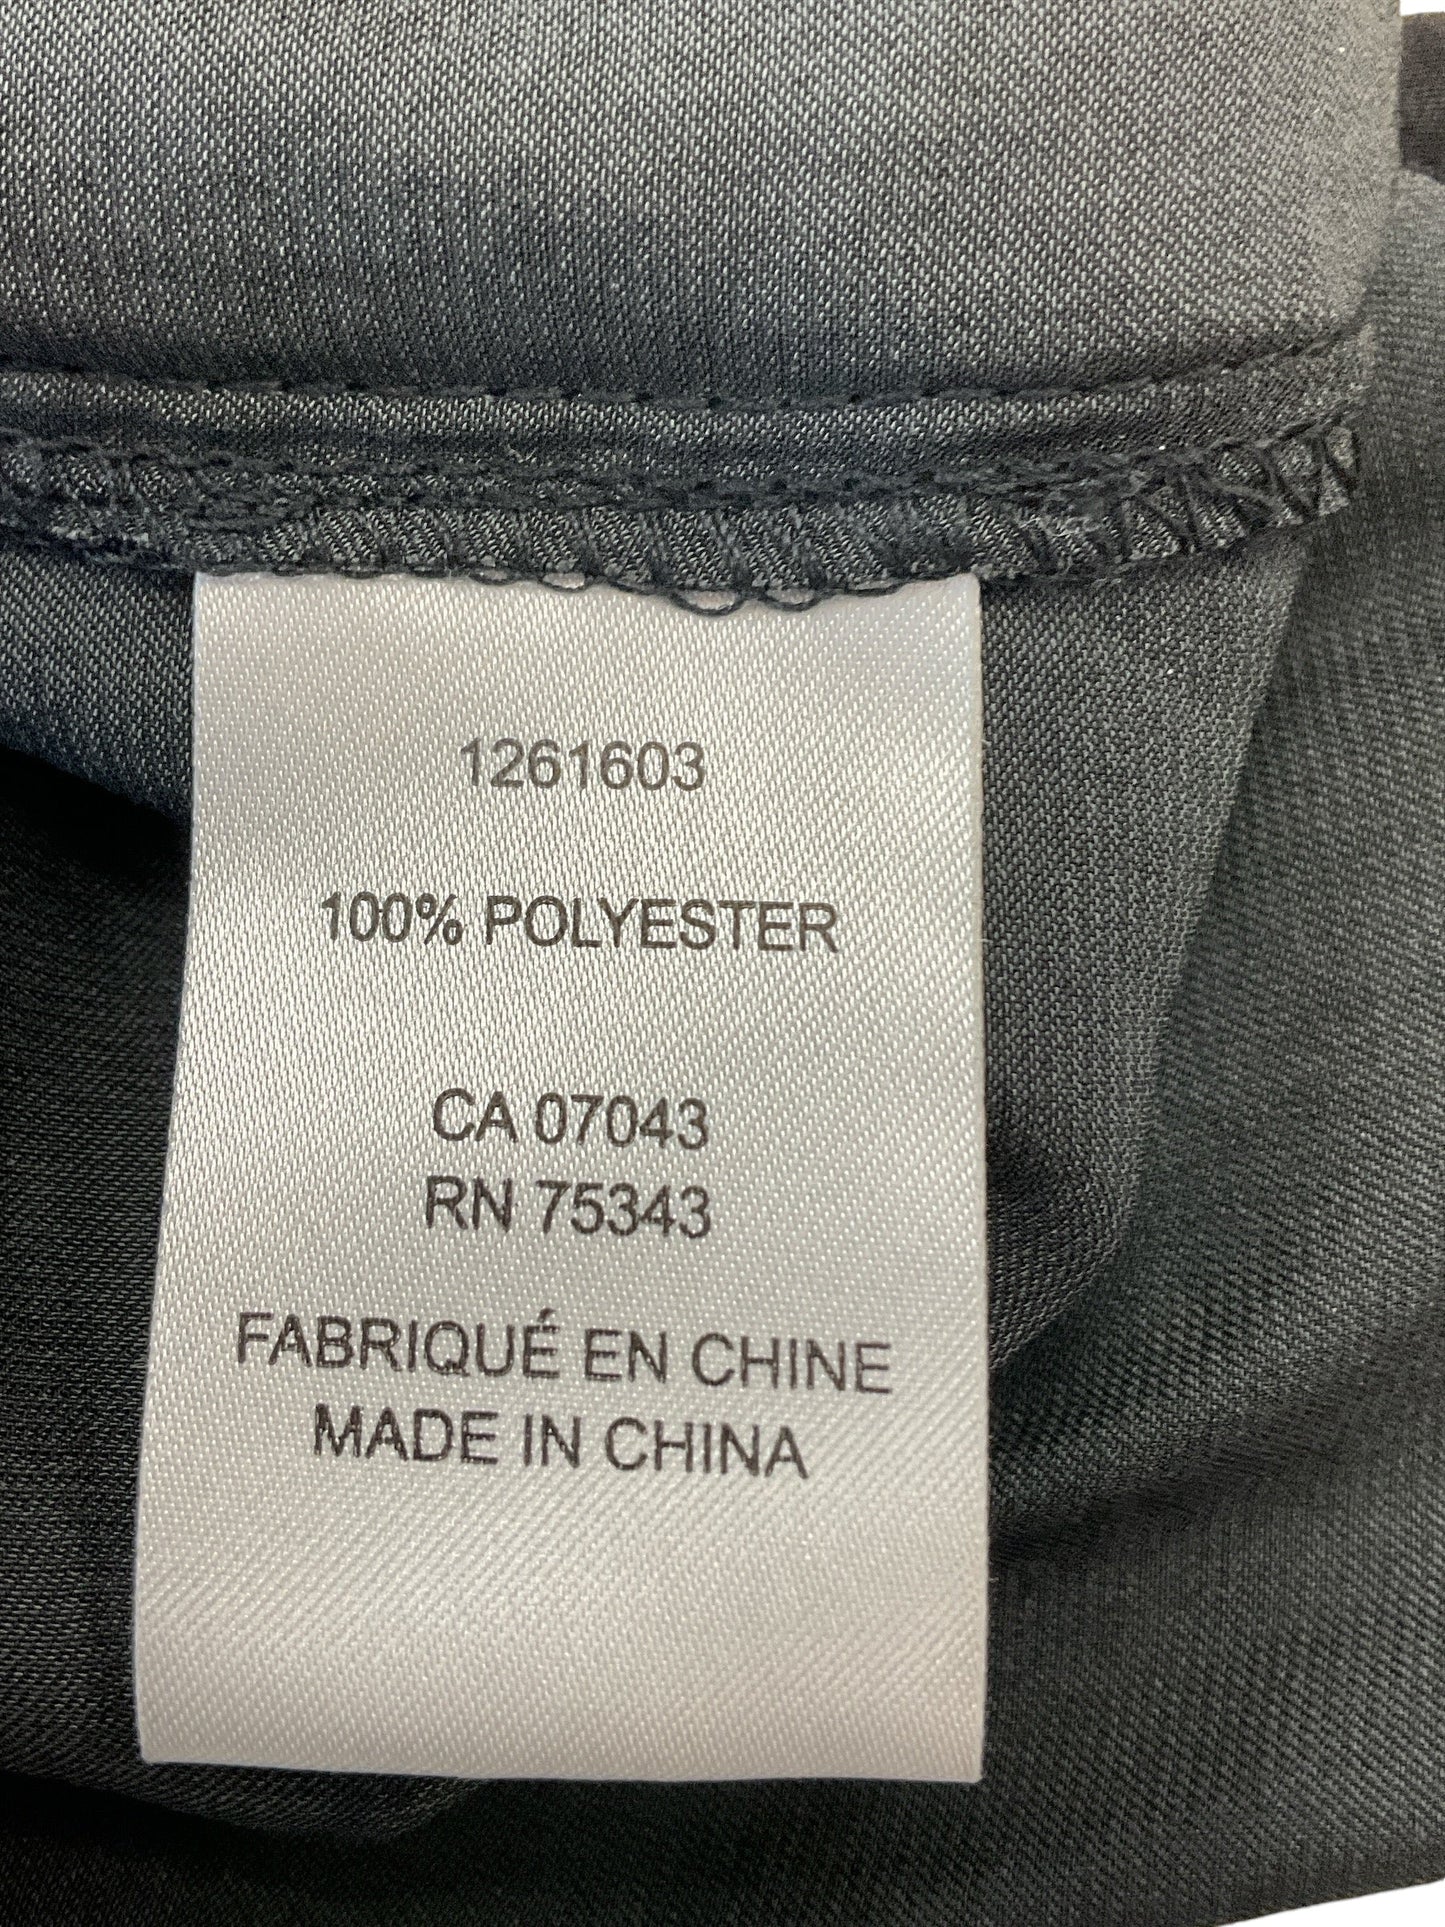 1261603
100% POLYESTER
CA 07043
RN 75343
FABRIQUÉ EN CHINE
MADE IN CHINA